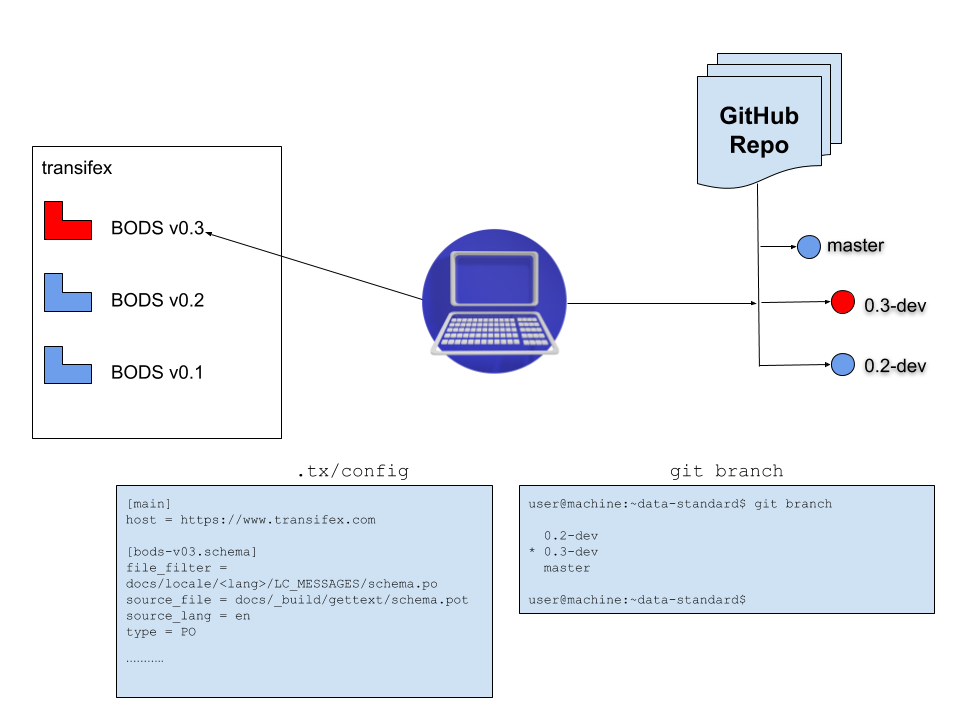 GitHub
Repo
transifex
BODS v0.3
BODS v0.2
BODS v0.1
master
0.3-dev
0.2-dev
.tx/config
[main]
host = https://www.transifex.com
[bods-v03.schema]
file_filter =
docs/locale/<lang>/LC_MESSAGES/schema.po
source_file = docs/_build/gettext/schema.pot
source_lang = en
type = PO
...........
git branch
user@machine:~data-standard$ git branch
0.2-dev
* 0.3-dev
master
user@machine:~data-standard$